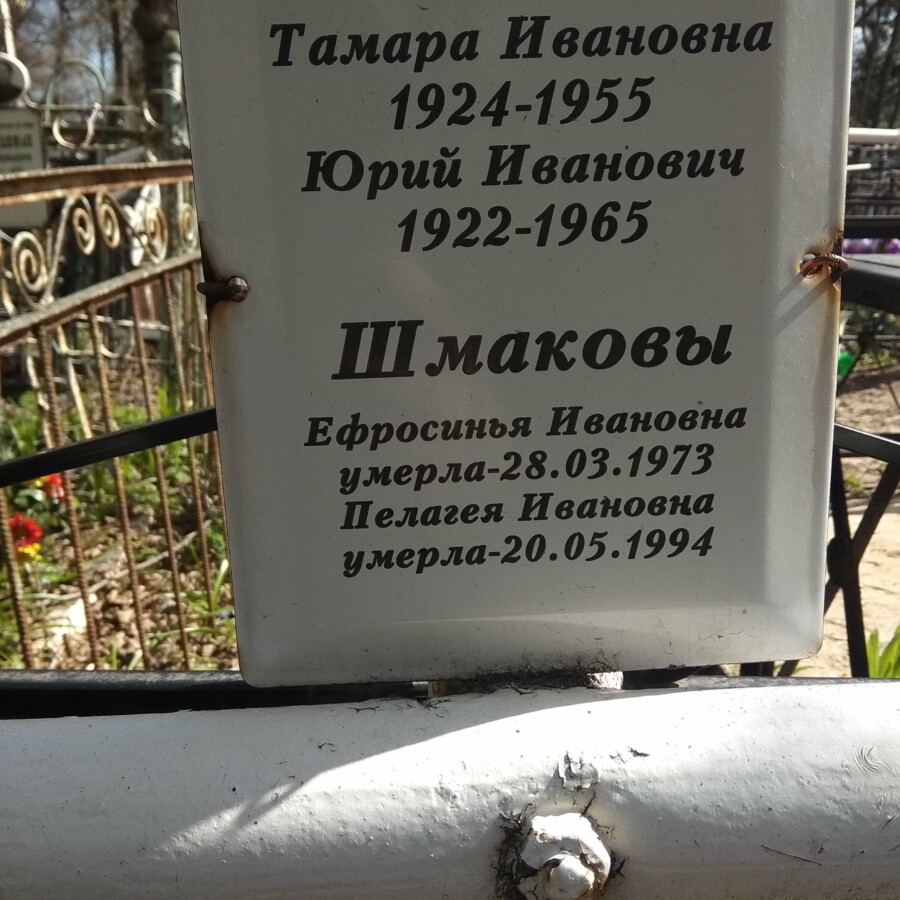 Тамара Ивановна
1924-1955
Юрий Иванович
1922-1965
Шмаковы
Ефросинья Ивановна
умерла-28.03.1973
Пелагея Ивановна
умерла-20.05.1994